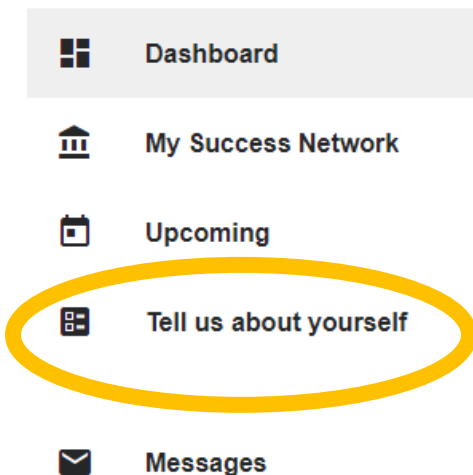 Dashboard
My Success Network
Upcoming
Tell us about yourself
Messages